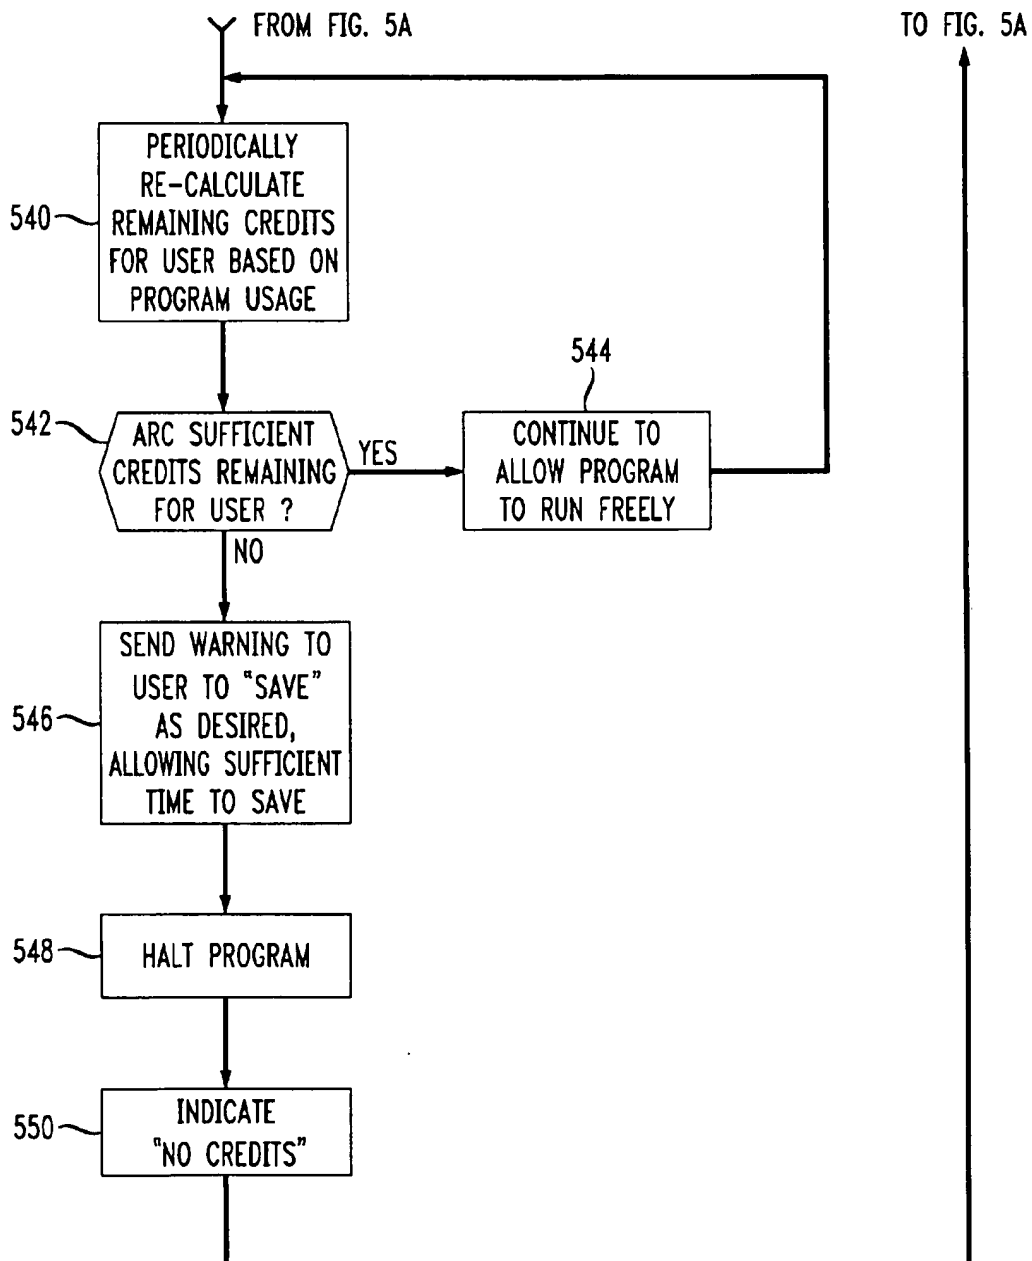 FROM FIG. 5A
TO FIG. 5A
540
PERIODICALLY
RE-CALCULATE
REMAINING CREDITS
FOR USER BASED ON
PROGRAM USAGE
544
542
ARC SUFFICIENT
CREDITS REMAINING
FOR USER ?
YES
CONTINUE TO
ALLOW PROGRAM
TO RUN FREELY
NO
546
SEND WARNING TO
USER TO "SAVE"
AS DESIRED,
ALLOWING SUFFICIENT
TIME TO SAVE
548
HALT PROGRAM
550
INDICATE
"NO CREDITS"